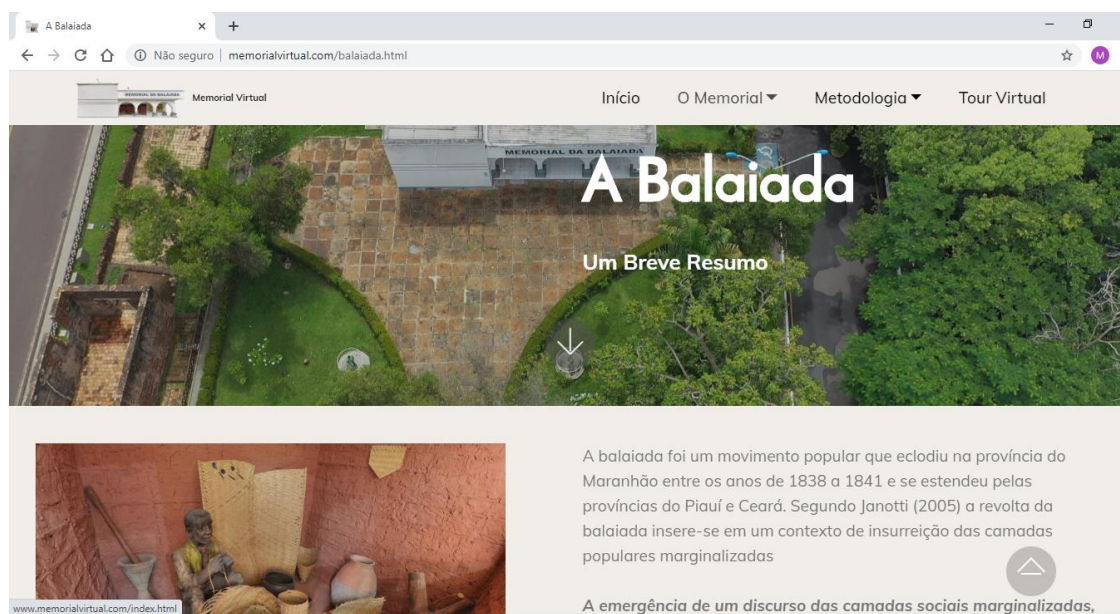 A Balaiada
Não seguro | memorialvirtual.com/balaiada.html
M
MEMORIAL DA BALAIADA
Memorial Virtual
Início O Memorial Metodologia Tour Virtual
MEMORIAL DA BALAIADA
A Balaiada
Um Breve Resumo
A balaiada foi um movimento popular que eclodiu na província do
Maranhão entre os anos de 1838 a 1841 e se estendeu pelas
províncias do Piauí e Ceará. Segundo Janotti (2005) a revolta da
balaiada insere-se em um contexto de insurreição das camadas
populares marginalizadas
A emergência de um discurso das camadas sociais marginalizadas,
www.memorialvirtual.com/index.html